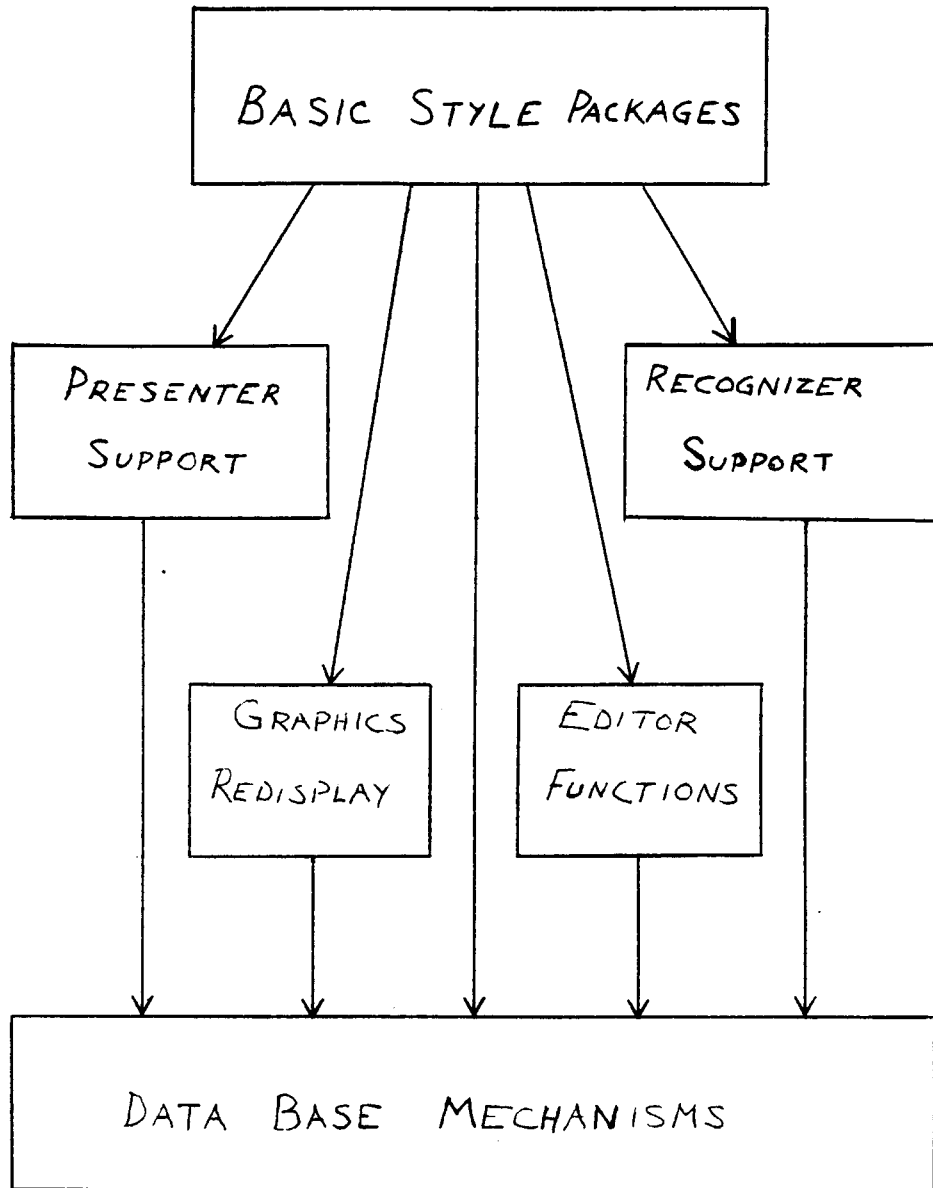 BASIC STYLE PACKAGES
PRESENTER
SUPPORT
RECOGNIZER
SUPPORT
GRAPHICS
REDISPLAY
EDITOR
FUNCTIONS
DATA BASE MECHANISMS